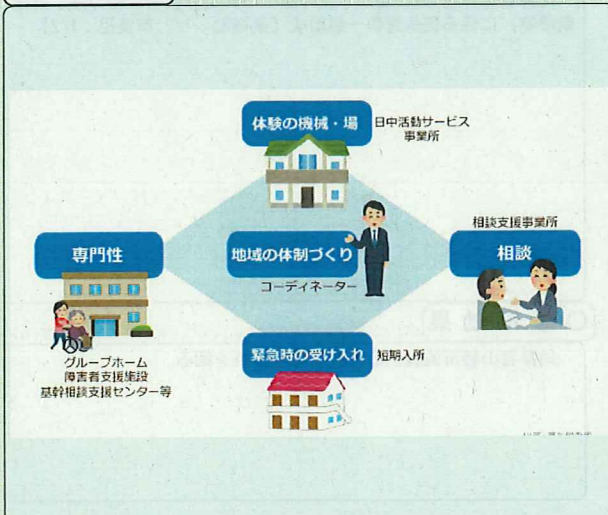 体験の機械・場
日中活動サービス
事業所
相談支援事業所
専門性
地域の体制づくり
相談
コーディネーター
緊急時の受け入れ
短期入所
グループホーム
障害者支援施設
基幹相談支援センター等